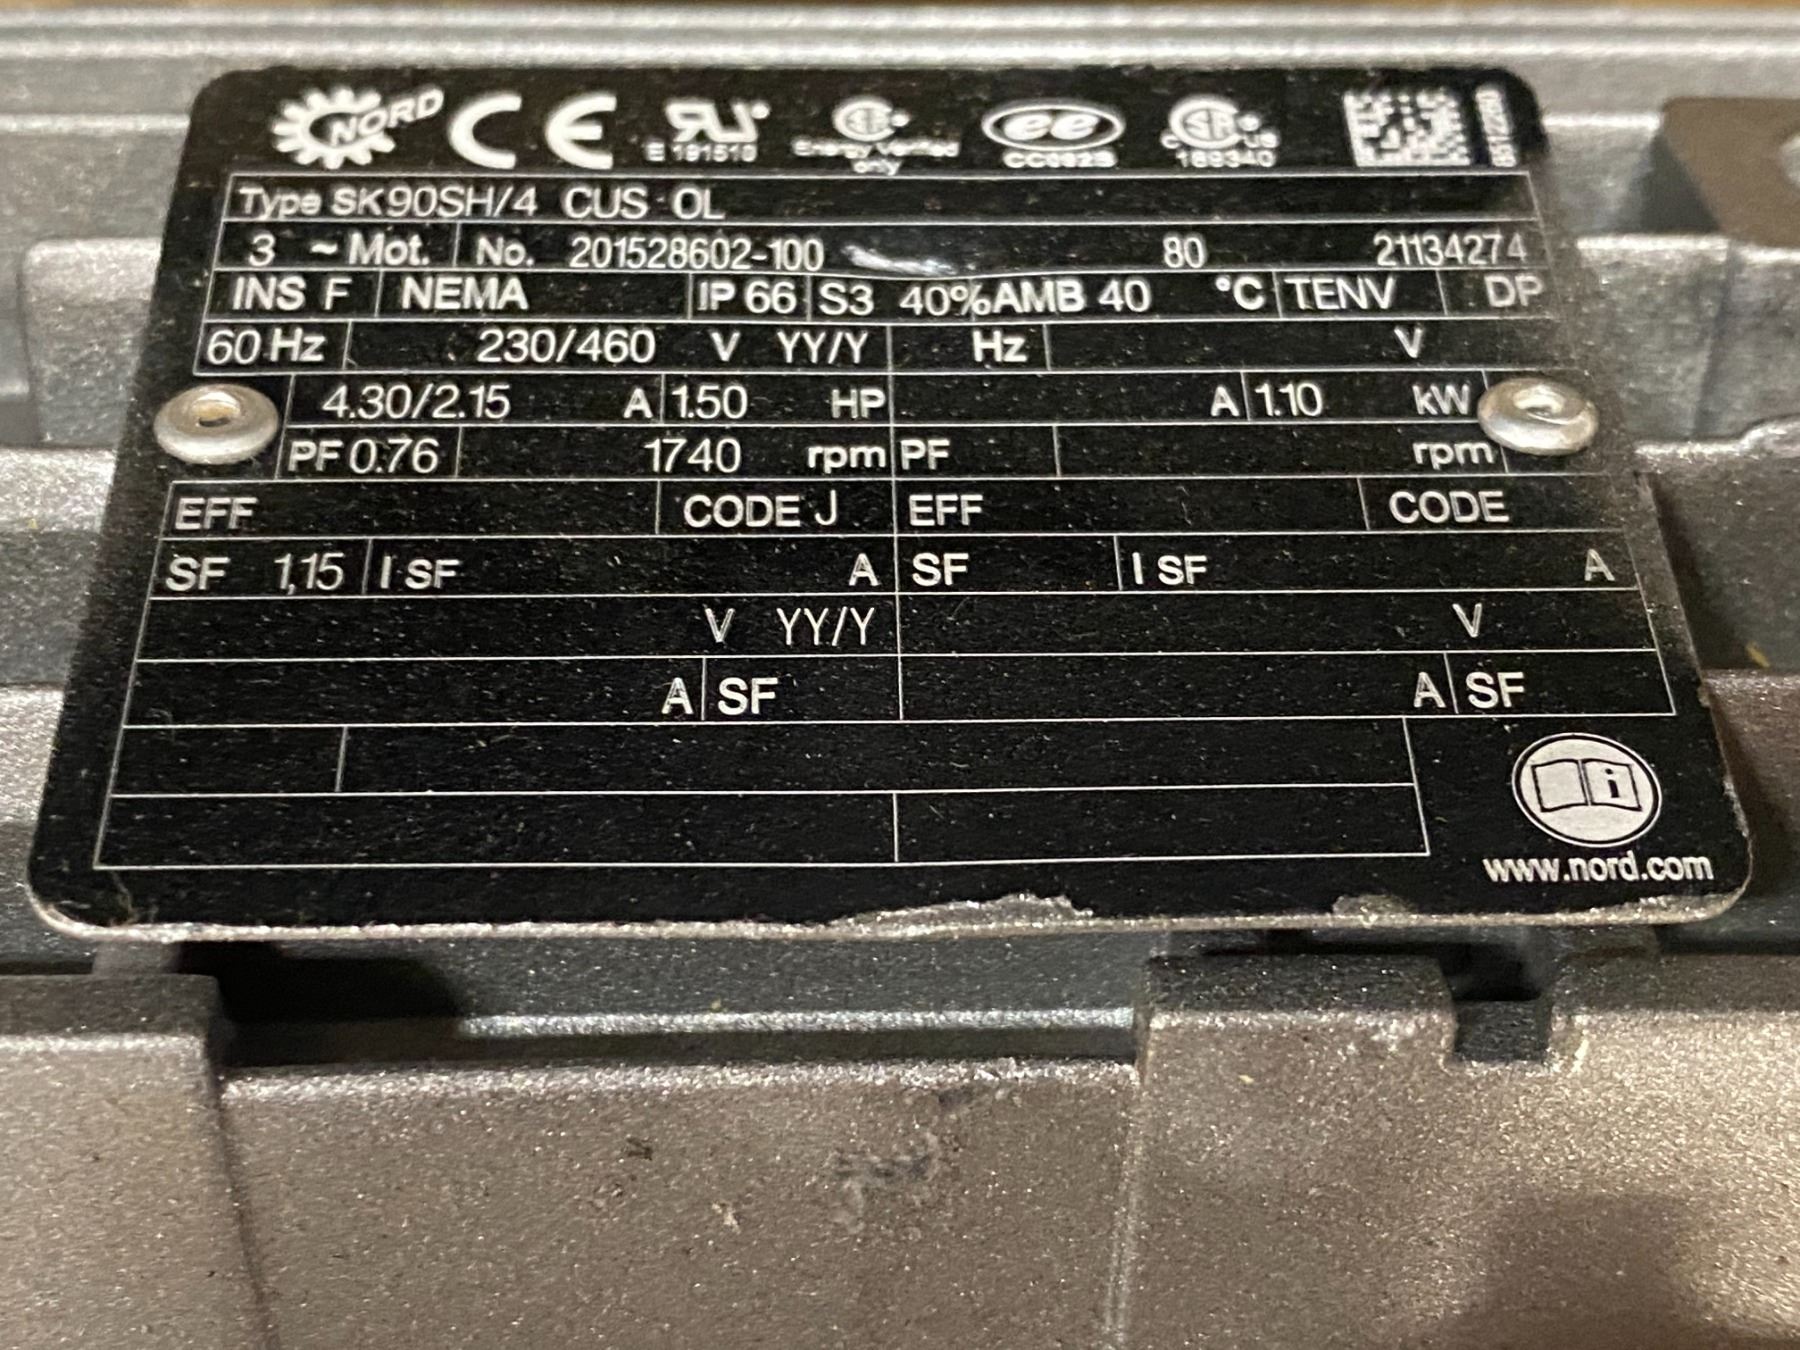 NORD CE E 191510 Energy Verified only ee CC092B C US 189340
Type SK90SH/4 CUS OL
3 ~ Mot. No. 201528602-100 80 21134274
INS F NEMA IP 66 S3 40% AMB 40 °C TENV DP
60 Hz 230/460 V YY/Y Hz V
4.30/2.15 A 1.50 HP A 1.10 kW
PF 0.76 1740 rpm PF rpm
EFF CODE J EFF CODE
SF 1,15 I SF A SF I SF A
V YY/Y V
A SF A SF
www.nord.com